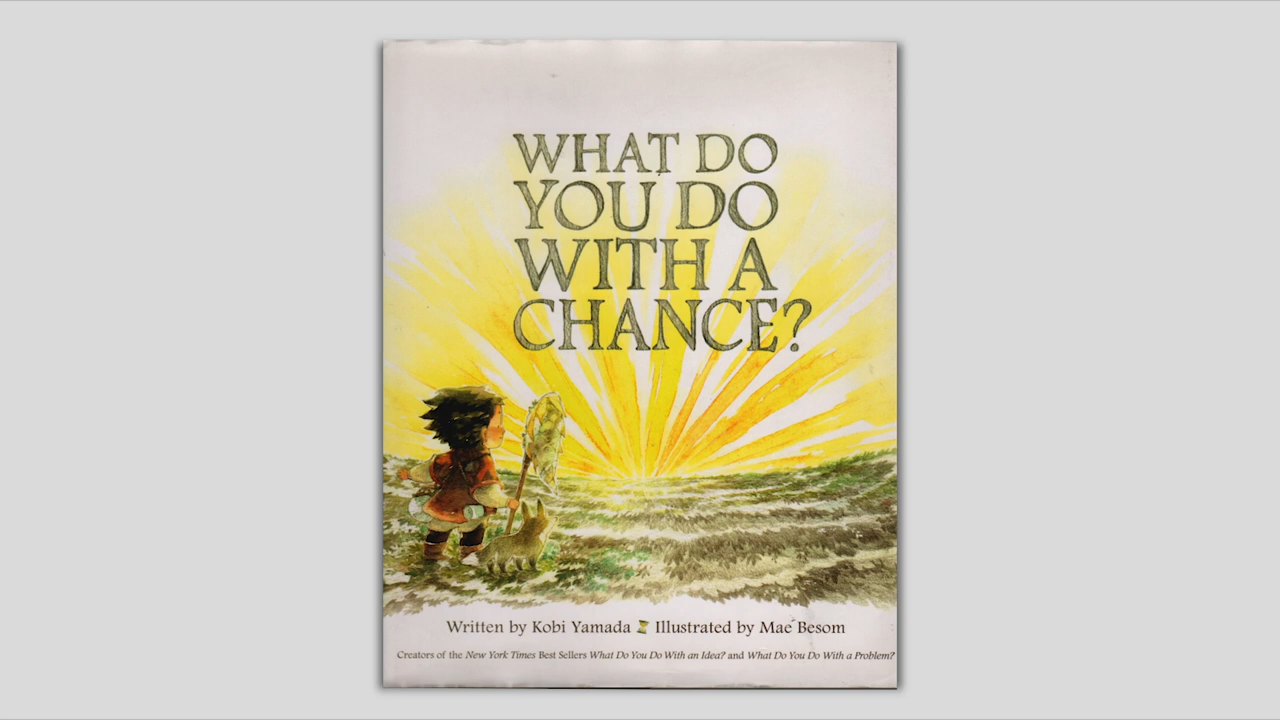 WHAT DO
YOU DO
WITH A
CHANCE?
Written by Kobi Yamada Illustrated by Mae Besom
Creators of the New York Times Best Sellers What Do You Do With an Idea? and What Do You Do With a Problem?